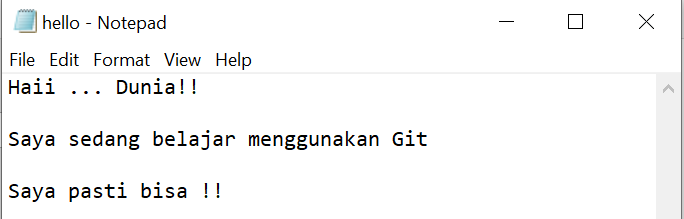 hello - Notepad
File Edit Format View Help
Haii ... Dunia!!
Saya sedang belajar menggunakan Git
Saya pasti bisa !!